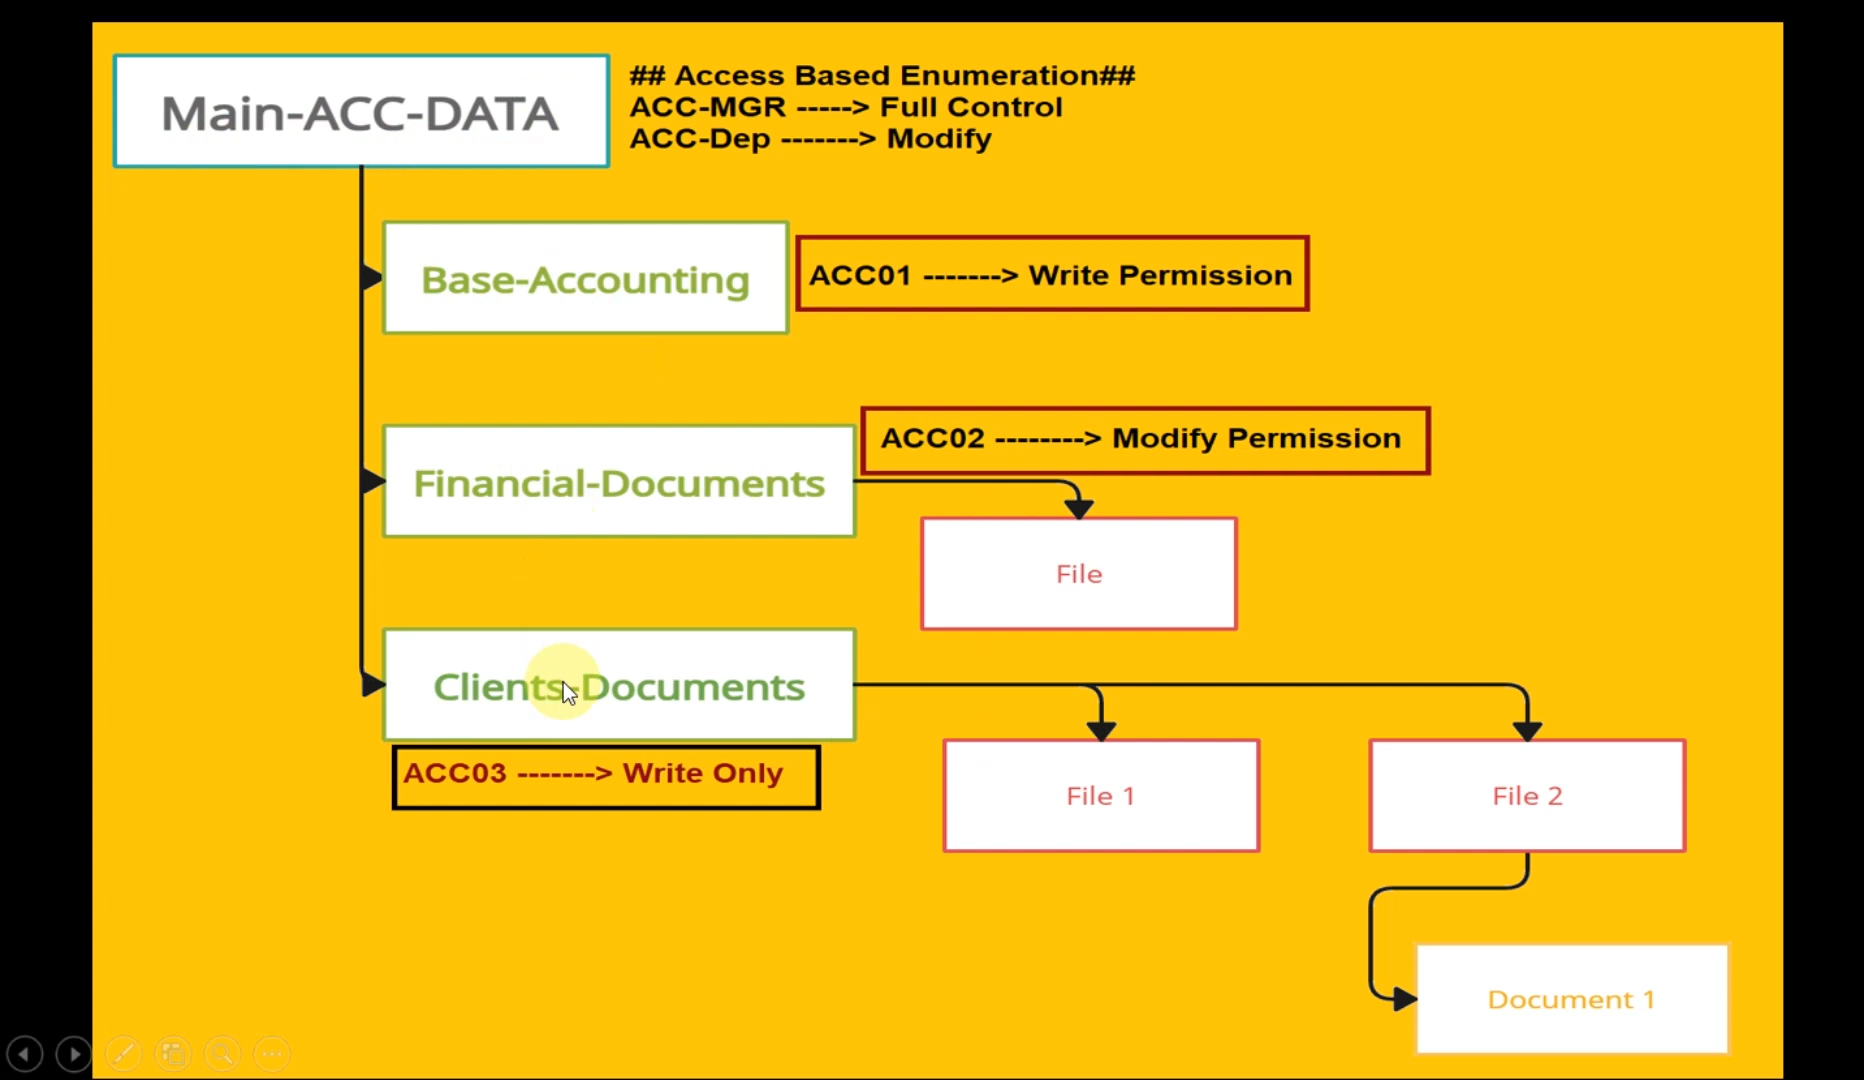 Main-ACC-DATA
## Access Based Enumeration##
ACC-MGR -----> Full Control
ACC-Dep -------> Modify
Base-Accounting
ACC01 -------> Write Permission
ACC02 --------> Modify Permission
Financial-Documents
File
Clients-Documents
ACC03 -------> Write Only
File 1
File 2
Document 1